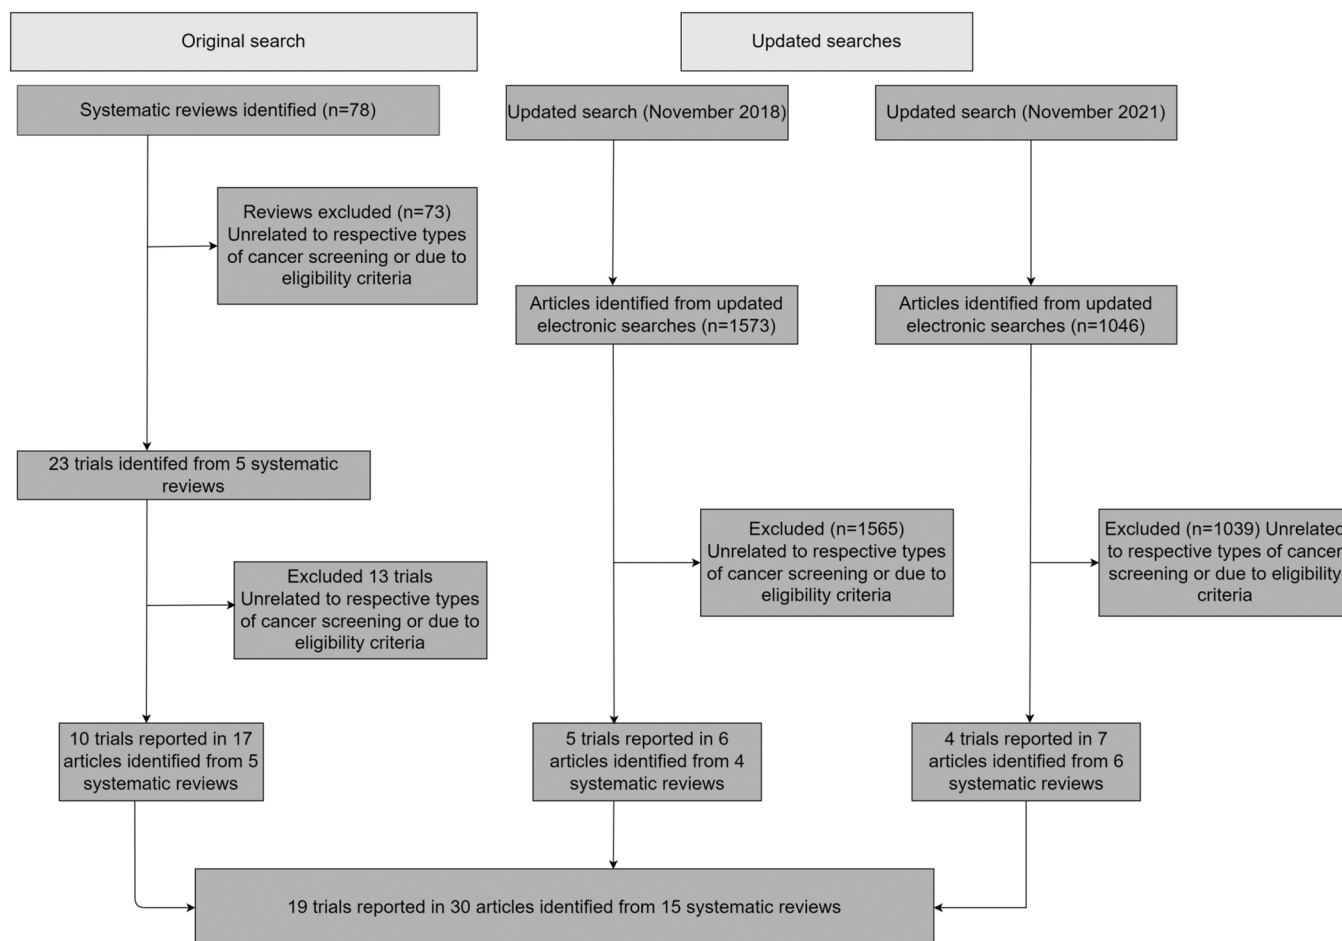 Original search
Updated searches
Systematic reviews identified (n=78)
Updated search (November 2018)
Updated search (November 2021)
Reviews excluded (n=73)
Unrelated to respective types
of cancer screening or due to
eligibility criteria
Articles identified from updated
electronic searches (n=1573)
Articles identified from updated
electronic searches (n=1046)
23 trials identifed from 5 systematic
reviews
Excluded (n=1565)
Unrelated to respective types
of cancer screening or due to
eligibility criteria
Excluded (n=1039) Unrelated
to respective types of cancer
screening or due to eligibility
criteria
Excluded 13 trials
Unrelated to respective types
of cancer screening or due to
eligibility criteria
10 trials reported in 17
articles identified from 5
systematic reviews
5 trials reported in 6
articles identified from 4
systematic reviews
4 trials reported in 7
articles identified from 6
systematic reviews
19 trials reported in 30 articles identified from 15 systematic reviews